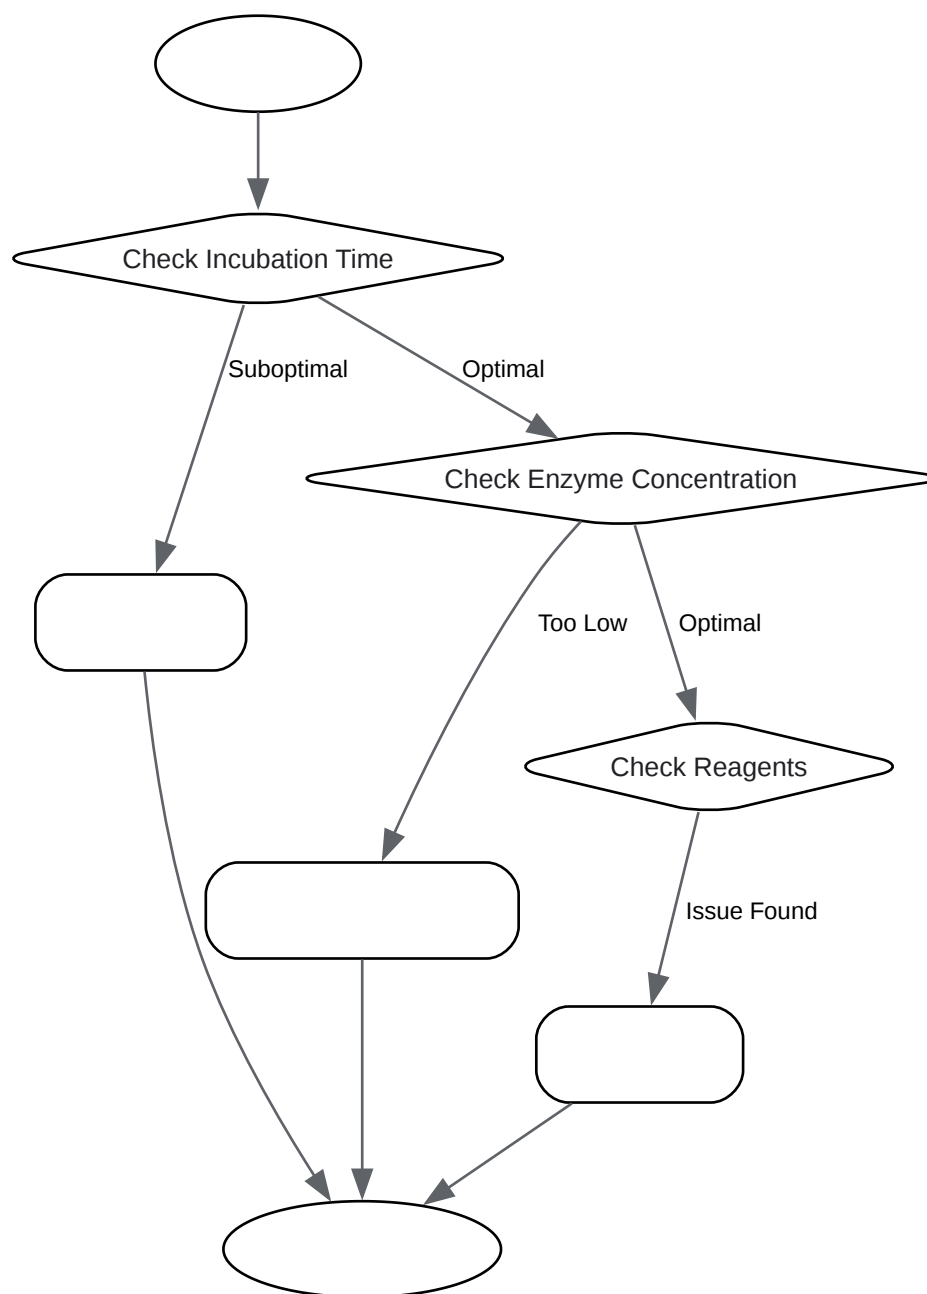 Check Incubation Time
Suboptimal
Optimal
Check Enzyme Concentration
Too Low
Optimal
Check Reagents
Issue Found